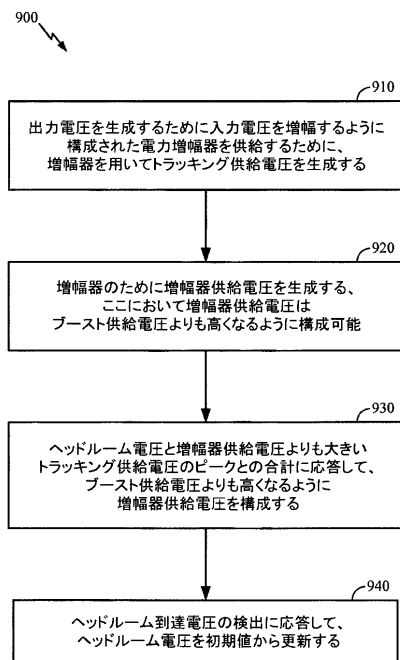 900
910
出力電圧を生成するために入力電圧を増幅するように
構成された電力増幅器を供給するために、
増幅器を用いてトラッキング供給電圧を生成する
920
増幅器のために増幅器供給電圧を生成する、
ここにおいて増幅器供給電圧は
ブースト供給電圧よりも高くなるように構成可能
930
ヘッドルーム電圧と増幅器供給電圧よりも大きい
トラッキング供給電圧のピークとの合計に応答して、
ブースト供給電圧よりも高くなるように
増幅器供給電圧を構成する
940
ヘッドルーム到達電圧の検出に応答して、
ヘッドルーム電圧を初期値から更新する